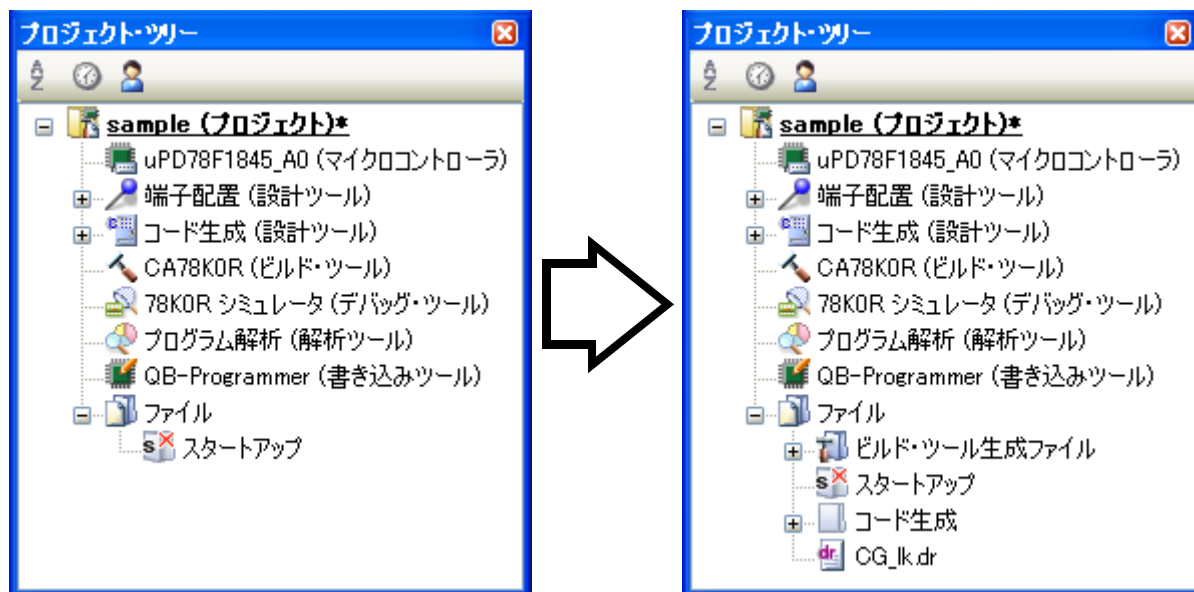 プロジェクト・ツリー
sample (プロジェクト)*
uPD78F1845_A0 (マイクロコントローラ)
端子配置 (設計ツール)
コード生成 (設計ツール)
CA78K0R (ビルド・ツール)
78K0R シミュレータ (デバッグ・ツール)
プログラム解析 (解析ツール)
QB-Programmer (書き込みツール)
ファイル
スタートアップ
プロジェクト・ツリー
sample (プロジェクト)*
uPD78F1845_A0 (マイクロコントローラ)
端子配置 (設計ツール)
コード生成 (設計ツール)
CA78K0R (ビルド・ツール)
78K0R シミュレータ (デバッグ・ツール)
プログラム解析 (解析ツール)
QB-Programmer (書き込みツール)
ファイル
ビルド・ツール生成ファイル
スタートアップ
コード生成
CG_lk.dr